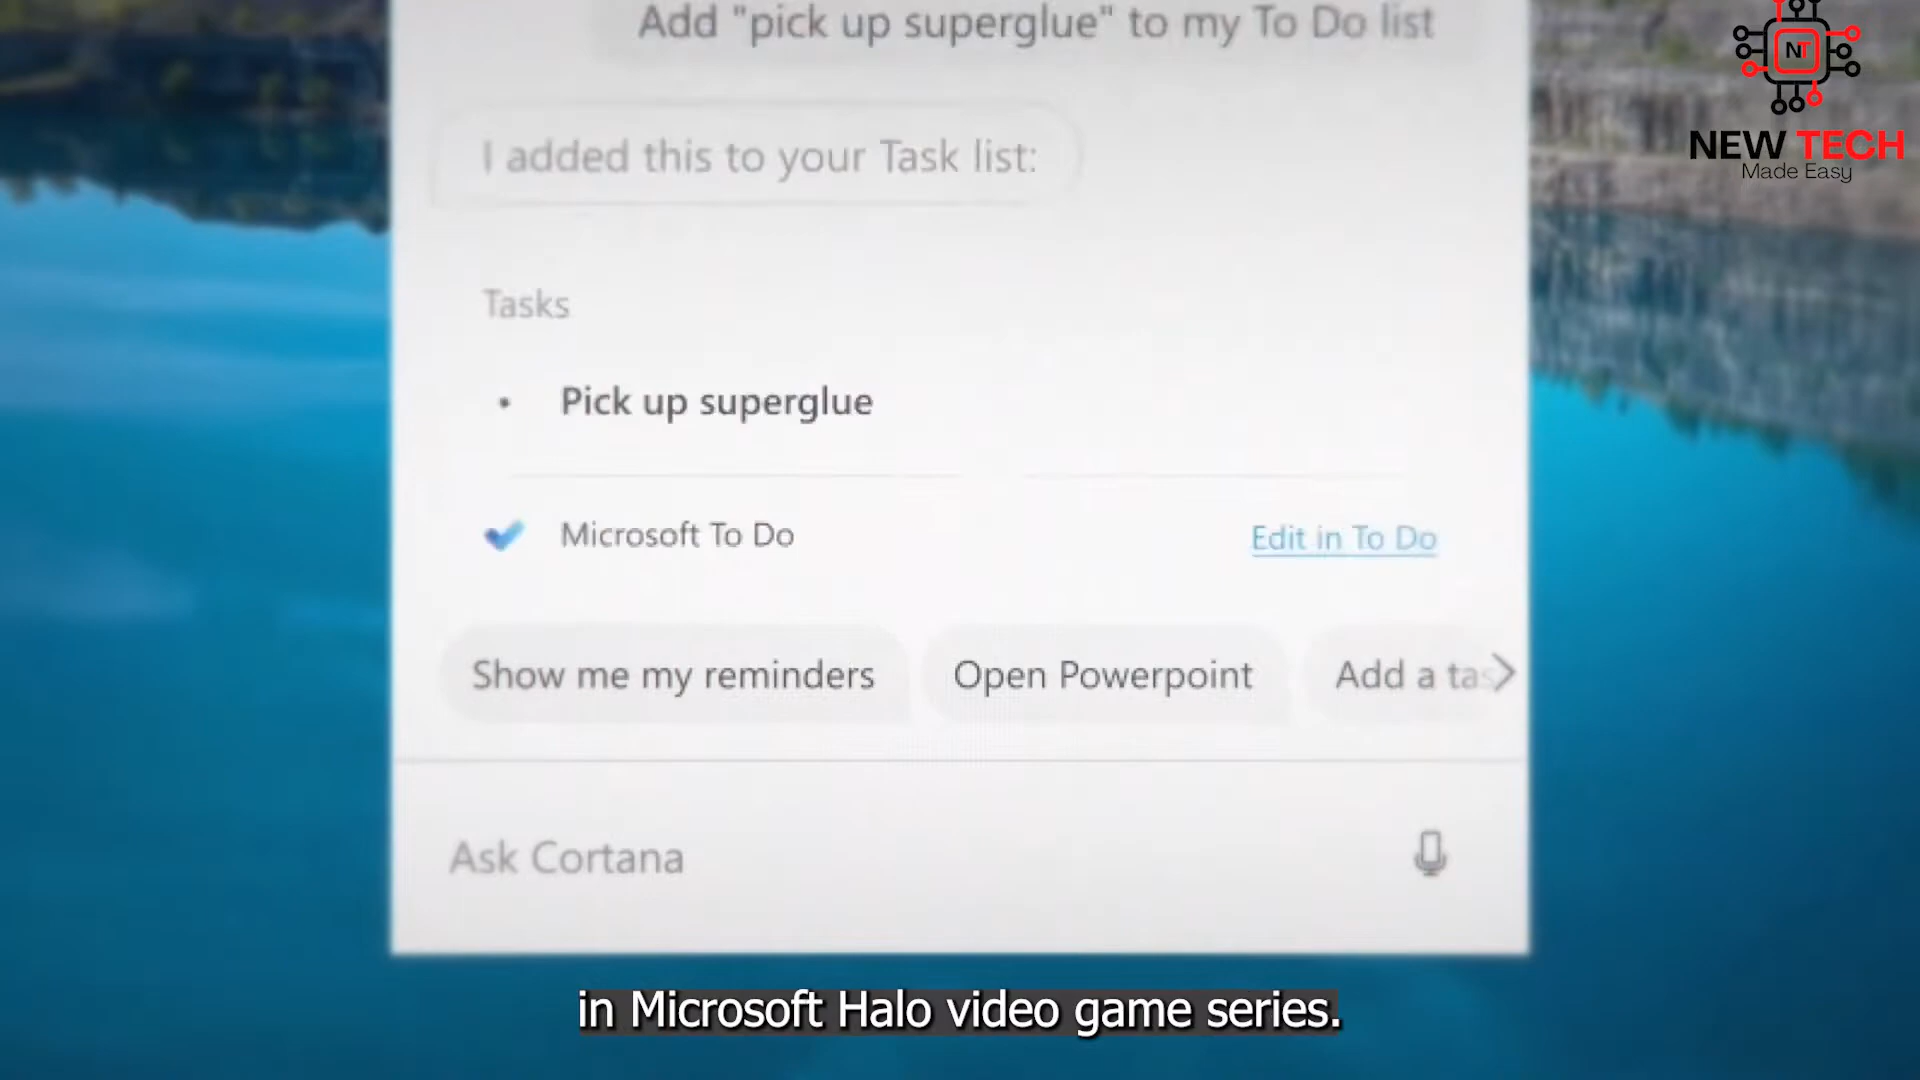 Add "pick up superglue" to my To Do list
NT
NEW TECH
Made Easy
I added this to your Task list:
Tasks
• Pick up superglue
Microsoft To Do
Edit in To Do
Show me my reminders
Open Powerpoint
Add a tas
Ask Cortana
in Microsoft Halo video game series.